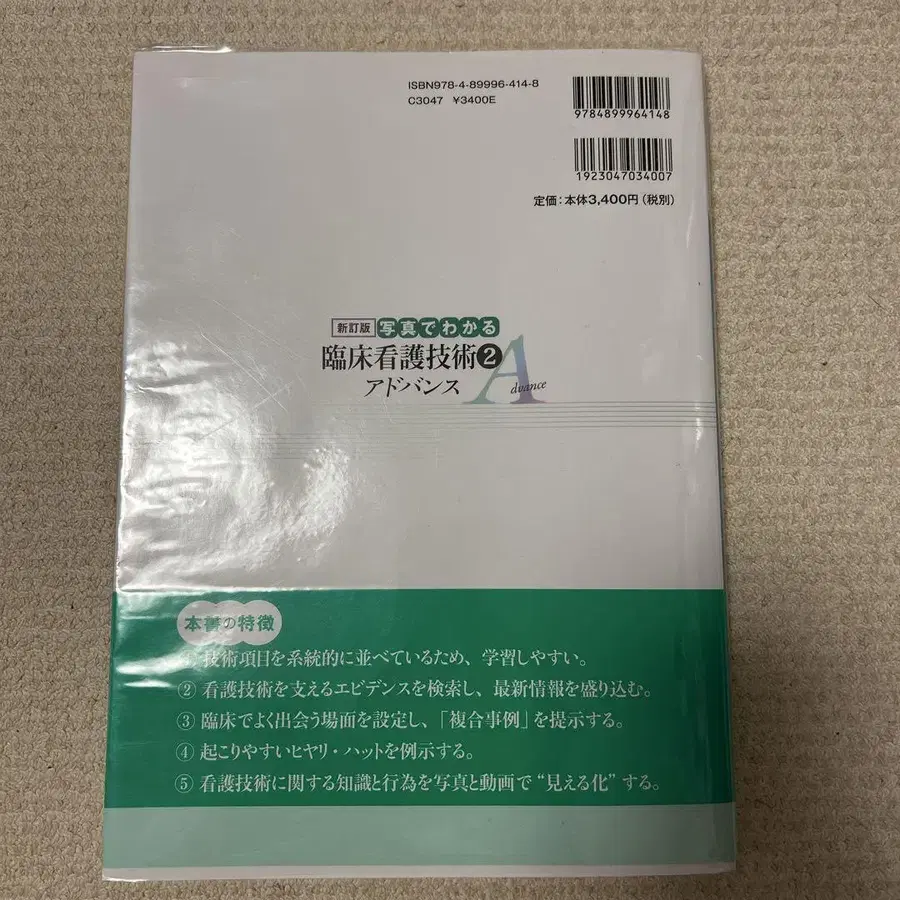 ISBN978-4-89996-414-8
C3047 ¥3400E
9784899964148
1923047034007
定価：本体3,400円（税別）
新訂版 写真でわかる
臨床看護技術❷
アドバンス
Advance
本書の特徴
① 技術項目を系統的に並べているため、学習しやすい。
② 看護技術を支えるエビデンスを検索し、最新情報を盛り込む。
③ 臨床でよく出会う場面を設定し、「複合事例」を提示する。
④ 起こりやすいヒヤリ・ハットを例示する。
⑤ 看護技術に関する知識と行為を写真と動画で“見える化”する。